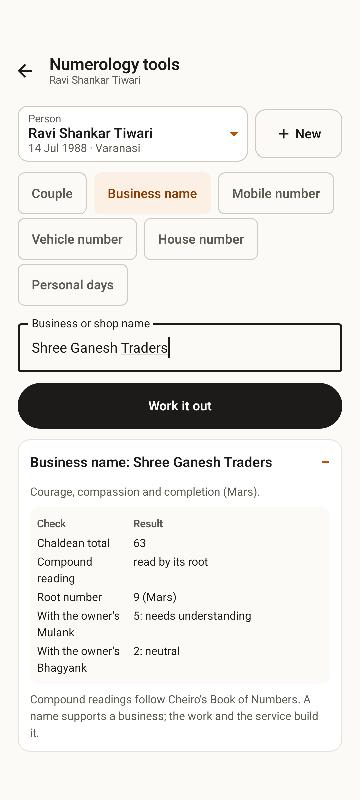 Numerology tools
Ravi Shankar Tiwari
Person
Ravi Shankar Tiwari
14 Jul 1988 · Varanasi
+ New
Couple
Business name
Mobile number
Vehicle number
House number
Personal days
Business or shop name
Shree Ganesh Traders
Work it out
Business name: Shree Ganesh Traders
Courage, compassion and completion (Mars).
Check Result
Chaldean total 63
Compound reading read by its root
Root number 9 (Mars)
With the owner's Mulank 5: needs understanding
With the owner's Bhagyank 2: neutral
Compound readings follow Cheiro's Book of Numbers. A
name supports a business; the work and the service build
it.